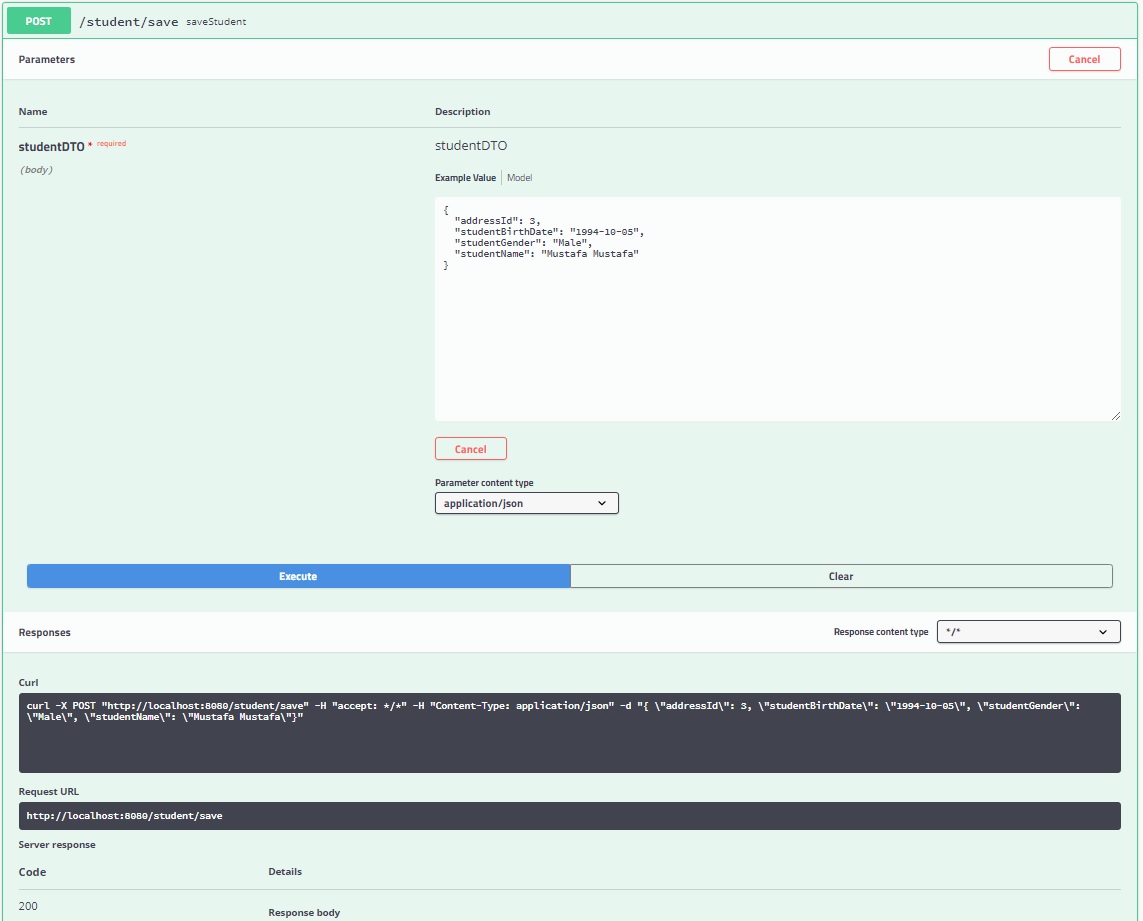 POST /student/save saveStudent
Parameters Cancel
Name Description
studentDTO * required studentDTO
(body)
Example Value Model
{
  "addressId": 3,
  "studentBirthDate": "1994-10-05",
  "studentGender": "Male",
  "studentName": "Mustafa Mustafa"
}
Cancel
Parameter content type
application/json
Execute Clear
Responses Response content type */*
Curl
curl -X POST "http://localhost:8080/student/save" -H "accept: */*" -H "Content-Type: application/json" -d "{ \"addressId\": 3, \"studentBirthDate\": \"1994-10-05\", \"studentGender\":
\"Male\", \"studentName\": \"Mustafa Mustafa\"}"
Request URL
http://localhost:8080/student/save
Server response
Code Details
200
Response body